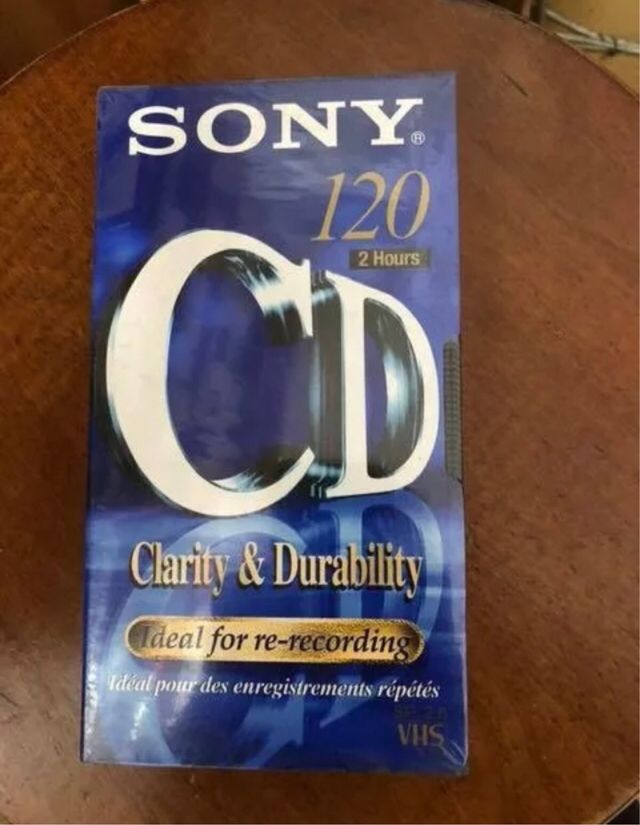 SONY®
120
2 Hours
CD
Clarity & Durability
Ideal for re-recording
Idéal pour des enregistrements répétés
VHS